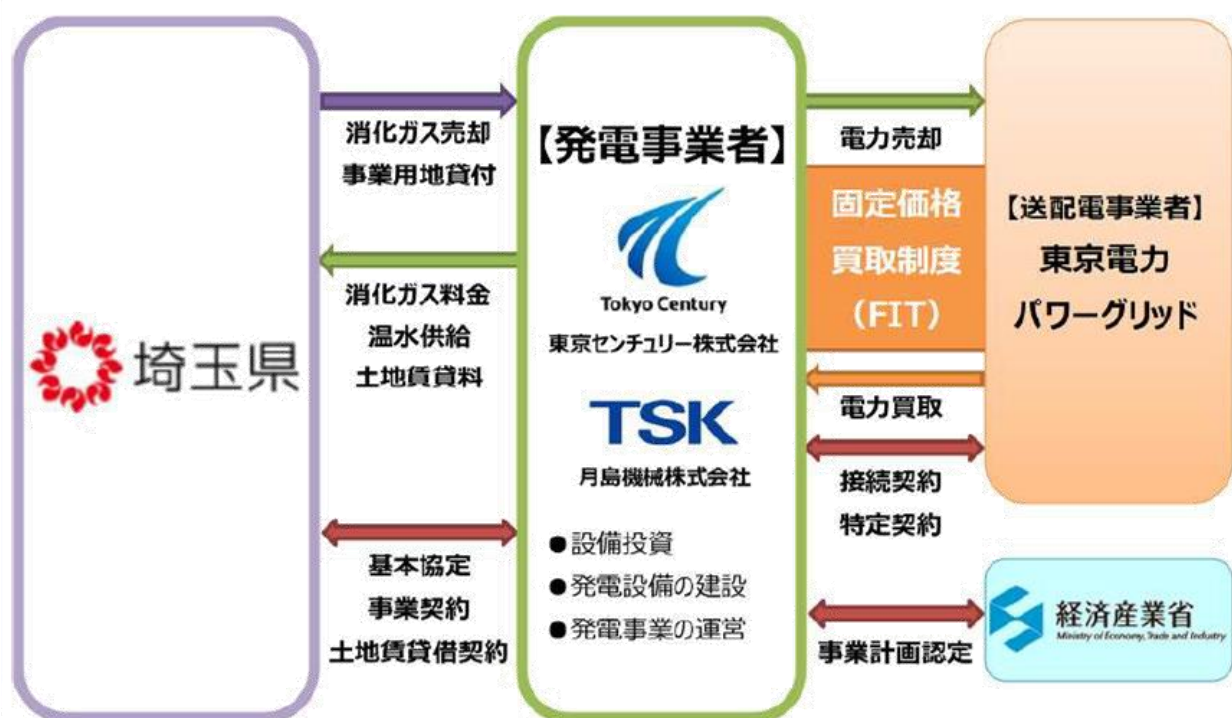 埼玉県
消化ガス売却
事業用地貸付
消化ガス料金
温水供給
土地賃貸料
基本協定
事業契約
土地賃貸借契約
【発電事業者】
Tokyo Century
東京センチュリー株式会社
TSK
月島機械株式会社
●設備投資
●発電設備の建設
●発電事業の運営
電力売却
固定価格
買取制度
（FIT）
電力買取
接続契約
特定契約
事業計画認定
【送配電事業者】
東京電力
パワーグリッド
経済産業省
Ministry of Economy, Trade and Industry